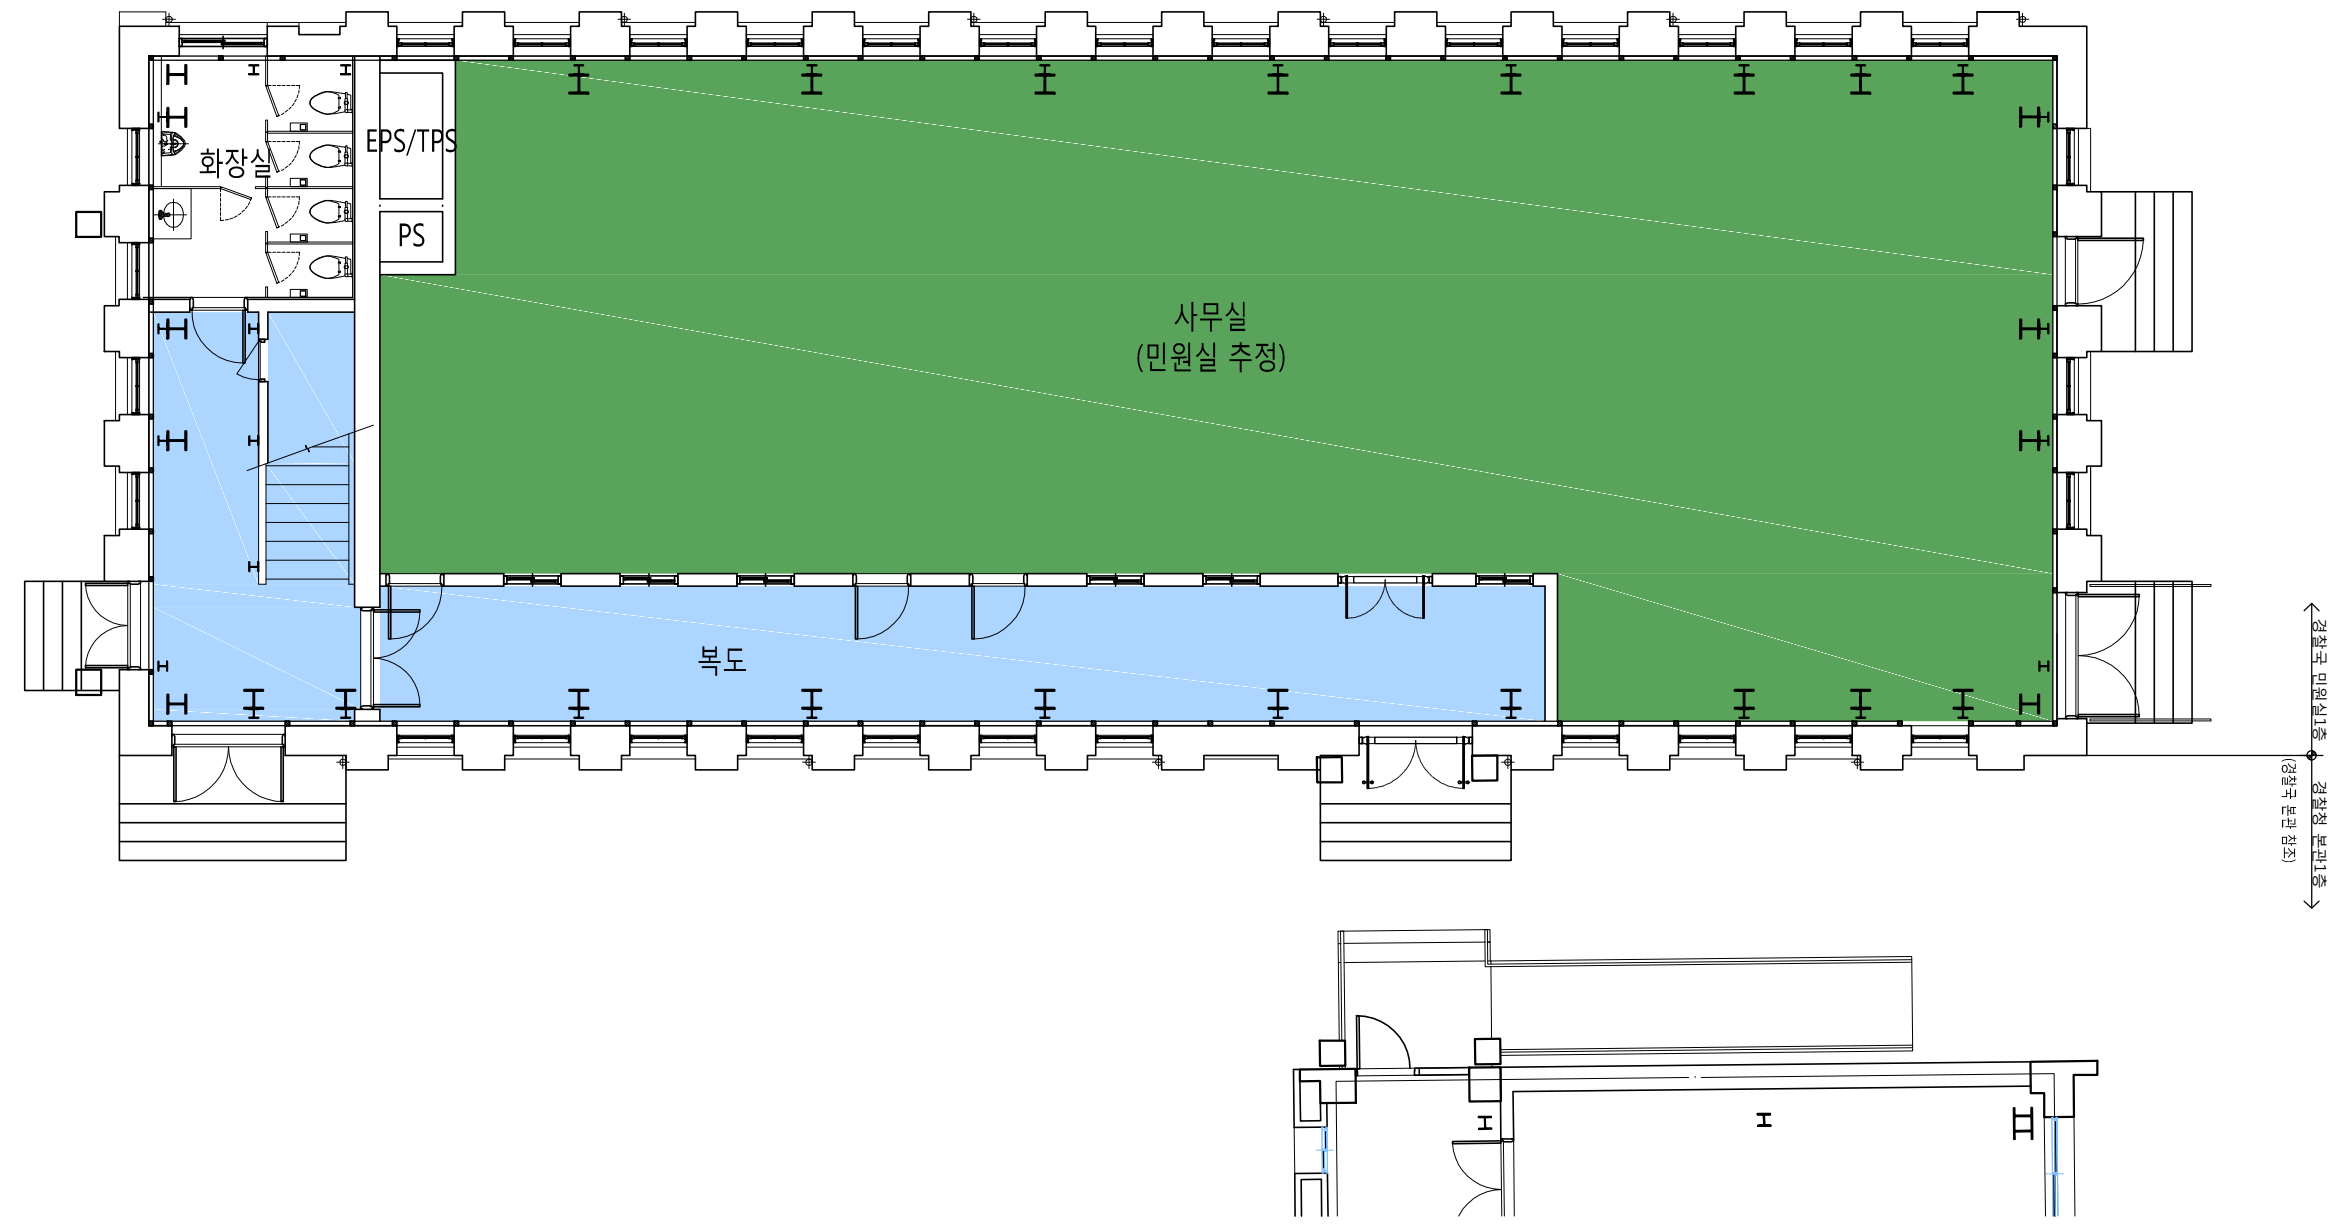 EPS/TPS
화장실
PS
사무실
(민원실 추정)
복도
경찰국 민원실1층
경찰청 본관1층
(경찰국 본관 참조)